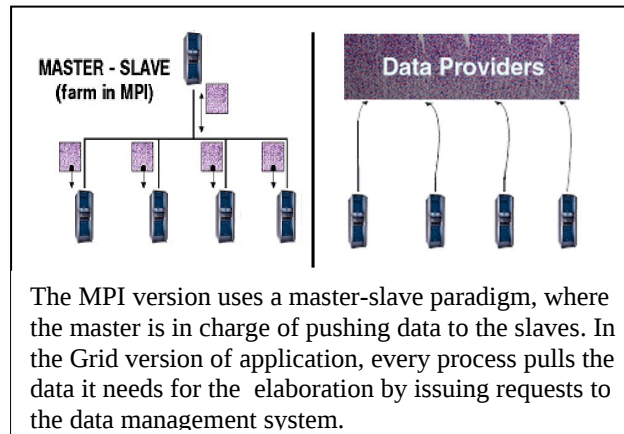 MASTER - SLAVE
(farm in MPI)
Data Providers
The MPI version uses a master-slave paradigm, where
the master is in charge of pushing data to the slaves. In
the Grid version of application, every process pulls the
data it needs for the elaboration by issuing requests to
the data management system.